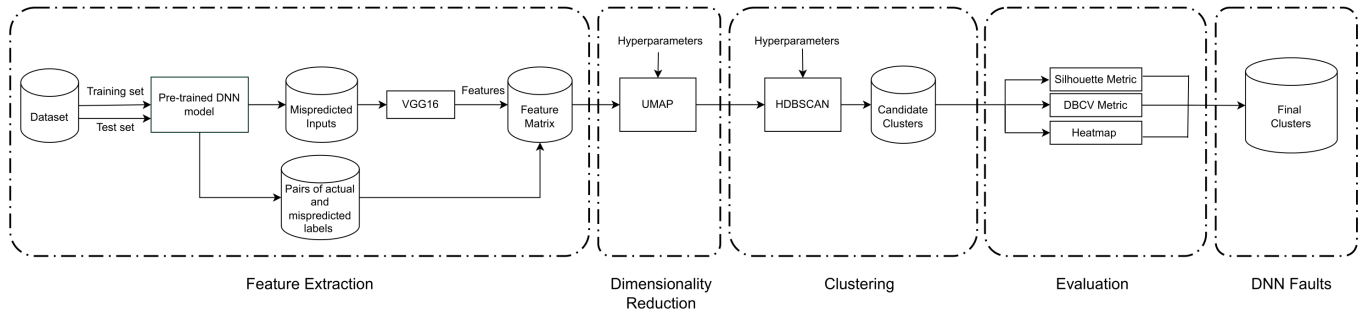 Dataset
Training set
Test set
Pre-trained DNN
model
Mispredicted
Inputs
VGG16
Features
Feature
Matrix
Pairs of actual
and
mispredicted
labels
Feature Extraction
Hyperparameters
UMAP
Dimensionality
Reduction
Hyperparameters
HDBSCAN
Candidate
Clusters
Clustering
Silhouette Metric
DBCV Metric
Heatmap
Evaluation
Final
Clusters
DNN Faults